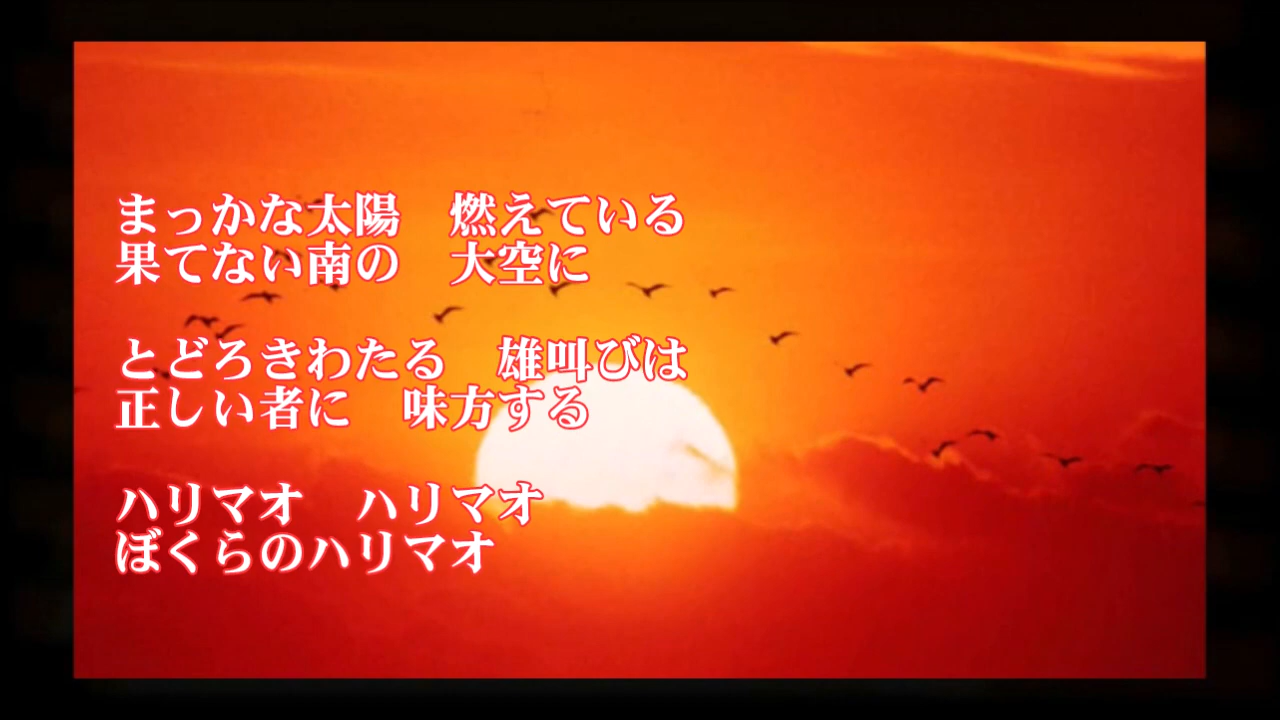 まっかな太陽　燃えている
果てない南の　大空に
とどろきわたる　雄叫びは
正しい者に　味方する
ハリマオ　ハリマオ
ぼくらのハリマオ